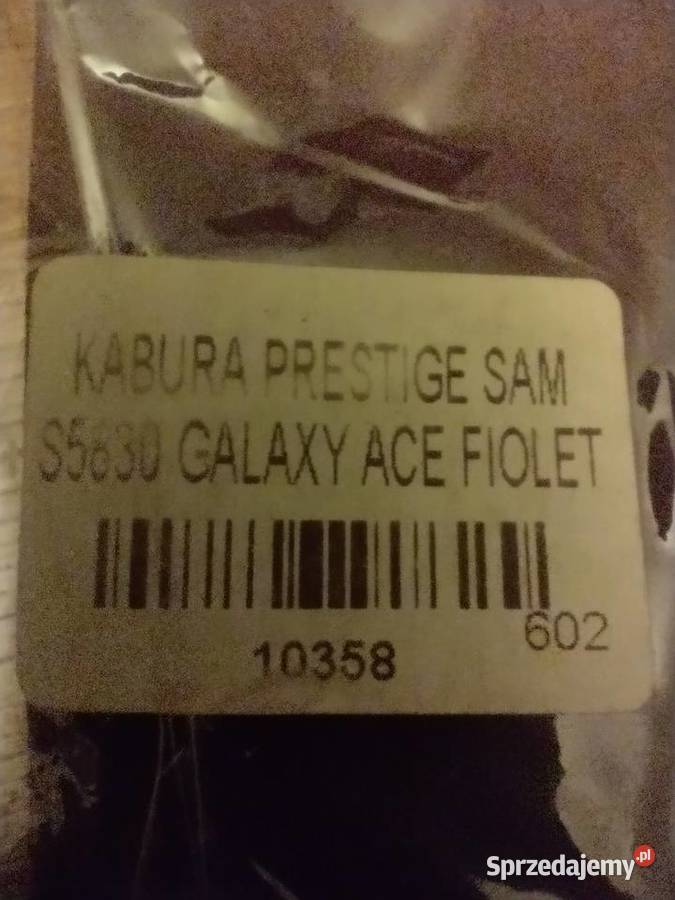 KABURA PRESTIGE SAM
S5830 GALAXY ACE FIOLET
602
10358
Sprzedajemy.pl